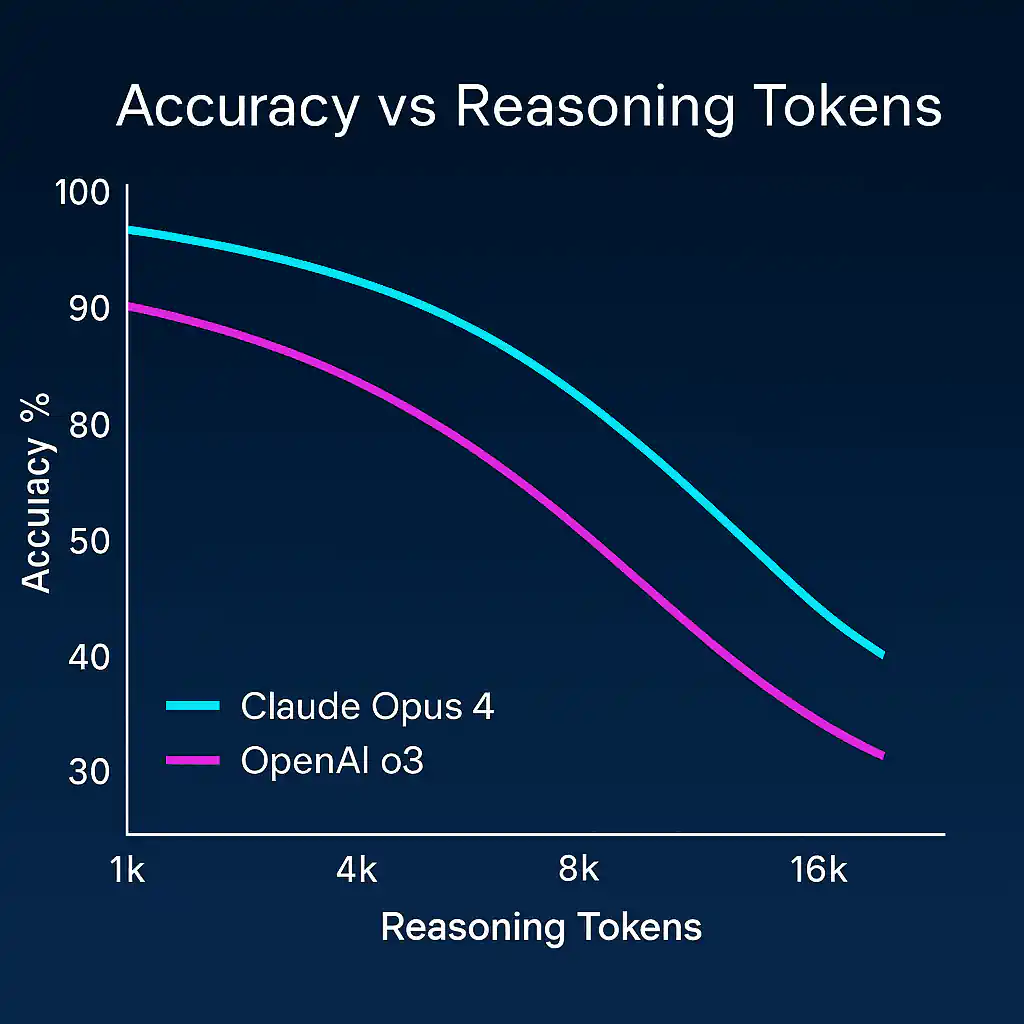 Accuracy vs Reasoning Tokens
100
90
80
50
40
30
Accuıacy %
Claude Opus 4
OpenAI o3
1k 4k 8k 16k
Reasoning Tokens